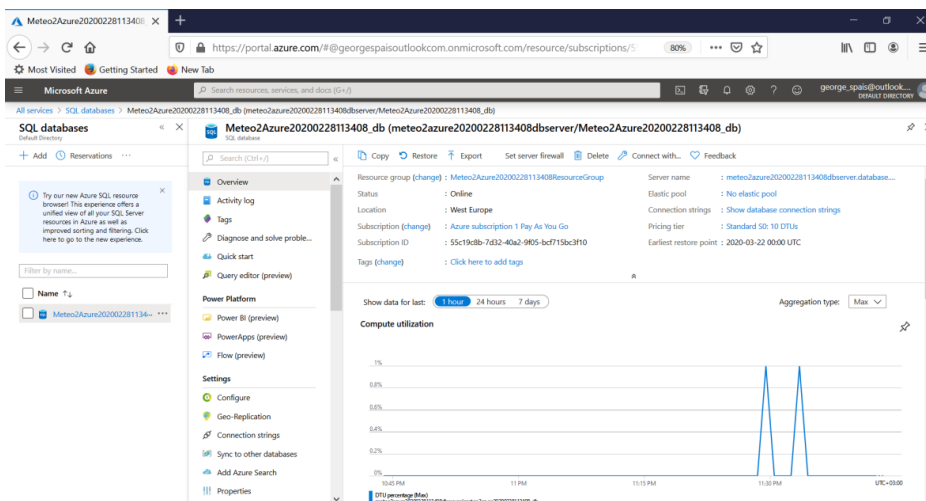 Meteo2Azure20200228113408
https://portal.azure.com/#@georgespaisoutlookcom.onmicrosoft.com/resource/subscriptions/5
80%
Most Visited Getting Started New Tab
Microsoft Azure
Search resources, services, and docs (G+/)
george_spais@outlook....
DEFAULT DIRECTORY
All services > SQL databases > Meteo2Azure20200228113408_db (meteo2azure20200228113408dbserver/Meteo2Azure20200228113408_db)
SQL databases
Default Directory
+ Add Reservations ...
Try our new Azure SQL resource
browser! This experience offers a
unified view of all your SQL Server
resources in Azure as well as
improved sorting and filtering. Click
here to go to the new experience.
Filter by name...
Name ↑↓
Meteo2Azure202002281134... ...
Meteo2Azure20200228113408_db (meteo2azure20200228113408dbserver/Meteo2Azure20200228113408_db)
SQL database
Search (Ctrl+/)
Overview
Activity log
Tags
Diagnose and solve proble...
Quick start
Query editor (preview)
Power Platform
Power BI (preview)
PowerApps (preview)
Flow (preview)
Settings
Configure
Geo-Replication
Connection strings
Sync to other databases
Add Azure Search
Properties
Copy Restore Export Set server firewall Delete Connect with... Feedback
Resource group (change) : Meteo2Azure20200228113408ResourceGroup
Status : Online
Location : West Europe
Subscription (change) : Azure subscription 1 Pay As You Go
Subscription ID : 55c19c8b-7d32-40a2-9f05-bcf715bc3f10
Tags (change) : Click here to add tags
Server name : meteo2azure20200228113408dbserver.database....
Elastic pool : No elastic pool
Connection strings : Show database connection strings
Pricing tier : Standard S0: 10 DTUs
Earliest restore point : 2020-03-22 00:00 UTC
Show data for last: 1 hour 24 hours 7 days
Aggregation type: Max
Compute utilization
1%
0.8%
0.6%
0.4%
0.2%
0%
10:45 PM 11 PM 11:15 PM 11:30 PM UTC+03:00
DTU percentage (Max)